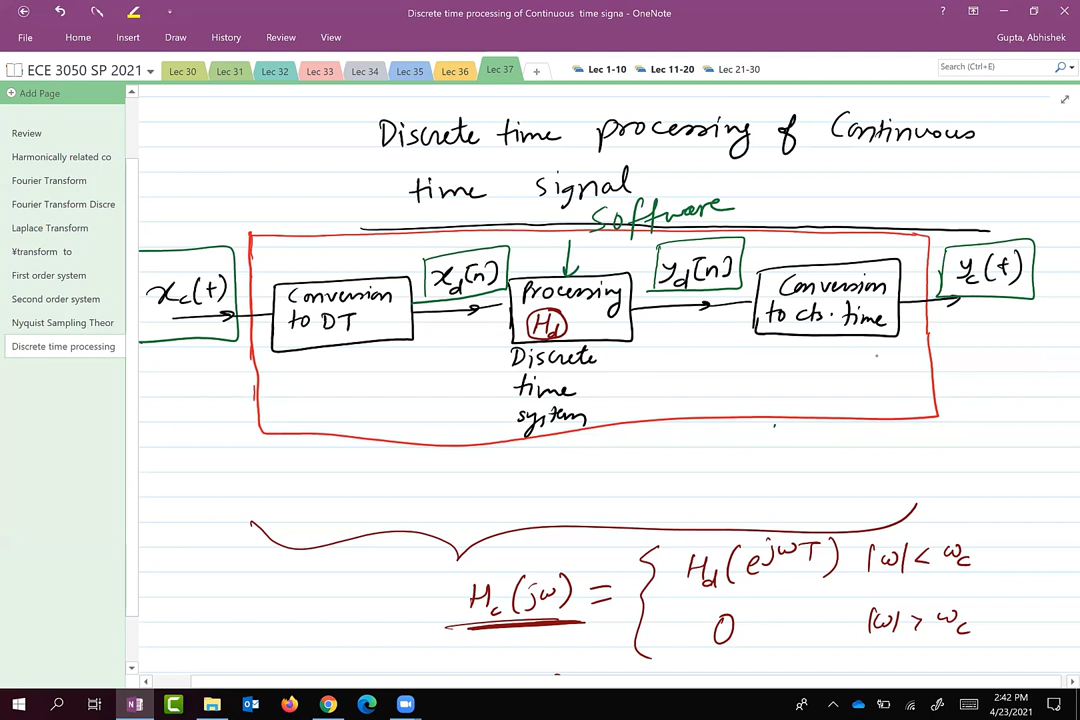 Discrete time processing of Continuous time signa - OneNote
?
File
Home
Insert
Draw
History
Review
View
Gupta, Abhishek
ECE 3050 SP 2021
Lec 30
Lec 31
Lec 32
Lec 33
Lec 34
Lec 35
Lec 36
Lec 37
+
Lec 1-10
Lec 11-20
Lec 21-30
Search (Ctrl+E)
Add Page
Review
Harmonically related co
Fourier Transform
Fourier Transform Discre
Laplace Transform
¥transform to
First order system
Second order system
Nyquist Sampling Theor
Discrete time processing
Discrete time processing of Continuous
time signal
Software
x_c(t)
Conversion
to DT
x_d[n]
Processing
H_d
Discrete
time
system
y_d[n]
Conversion
to cts. time
y_c(t)
H_c(jω) = { H_d(e^{jωT}) |ω| < ω_c
0 |ω| > ω_c
2:42 PM
4/23/2021